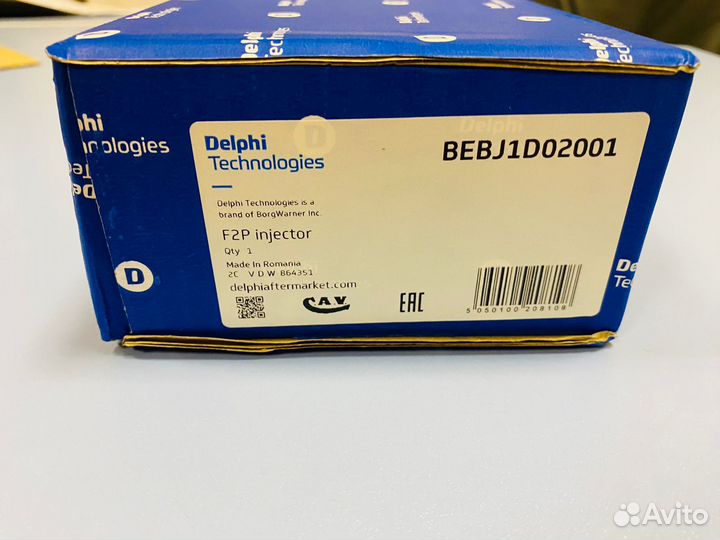 Delphi
Technologies
BEBJ1D02001
Delphi Technologies is a
brand of BorgWarner Inc.
F2P injector
Qty 1
Made In Romania
2C V D W 864351
delphiaftermarket.com
C.A.V.
EAC
5 050100 208108
D
Avito